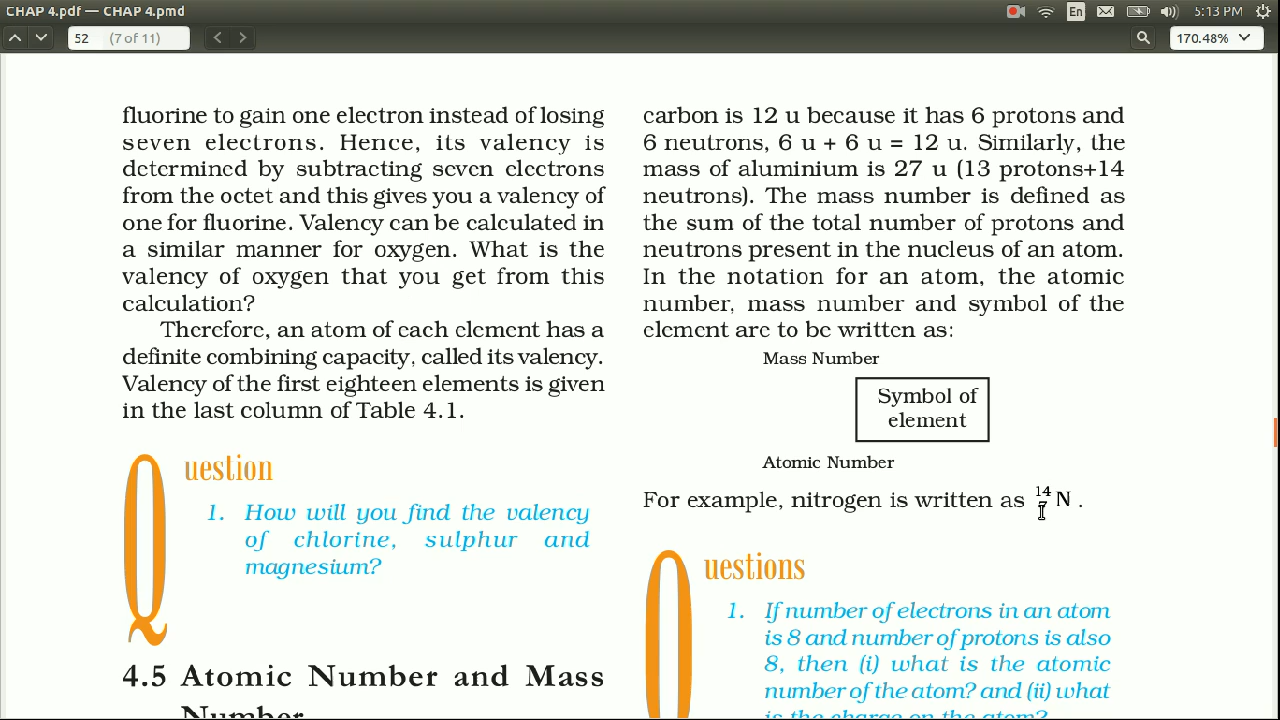 CHAP 4.pdf — CHAP 4.pmd
En
5:13 PM
52 (7 of 11)
170.48%
fluorine to gain one electron instead of losing
seven electrons. Hence, its valency is
determined by subtracting seven electrons
from the octet and this gives you a valency of
one for fluorine. Valency can be calculated in
a similar manner for oxygen. What is the
valency of oxygen that you get from this
calculation?
Therefore, an atom of each element has a
definite combining capacity, called its valency.
Valency of the first eighteen elements is given
in the last column of Table 4.1.
Question
1. How will you find the valency
of chlorine, sulphur and
magnesium?
4.5 Atomic Number and Mass
Number
carbon is 12 u because it has 6 protons and
6 neutrons, 6 u + 6 u = 12 u. Similarly, the
mass of aluminium is 27 u (13 protons+14
neutrons). The mass number is defined as
the sum of the total number of protons and
neutrons present in the nucleus of an atom.
In the notation for an atom, the atomic
number, mass number and symbol of the
element are to be written as:
Mass Number
Symbol of
element
Atomic Number
For example, nitrogen is written as ¹⁴₇N .
Questions
1. If number of electrons in an atom
is 8 and number of protons is also
8, then (i) what is the atomic
number of the atom? and (ii) what
is the charge on the atom?